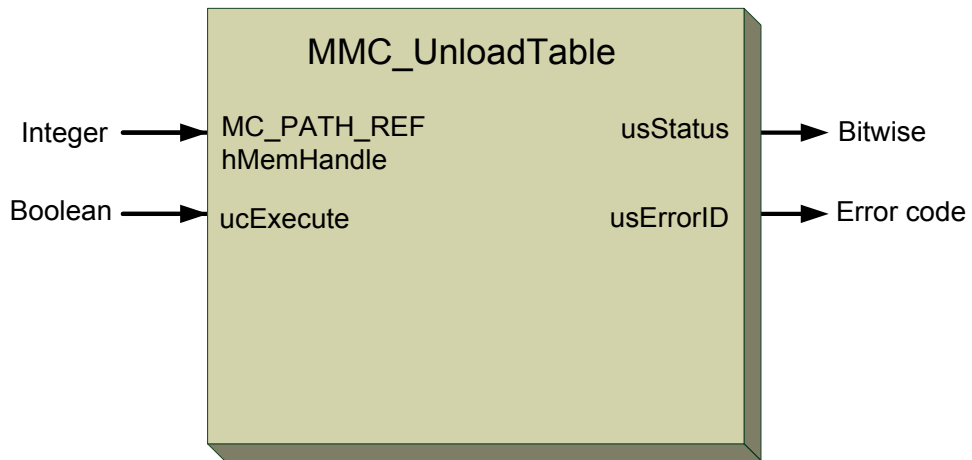 MMC_UnloadTable
Integer
MC_PATH_REF
hMemHandle
usStatus
Bitwise
Boolean
ucExecute
usErrorID
Error code